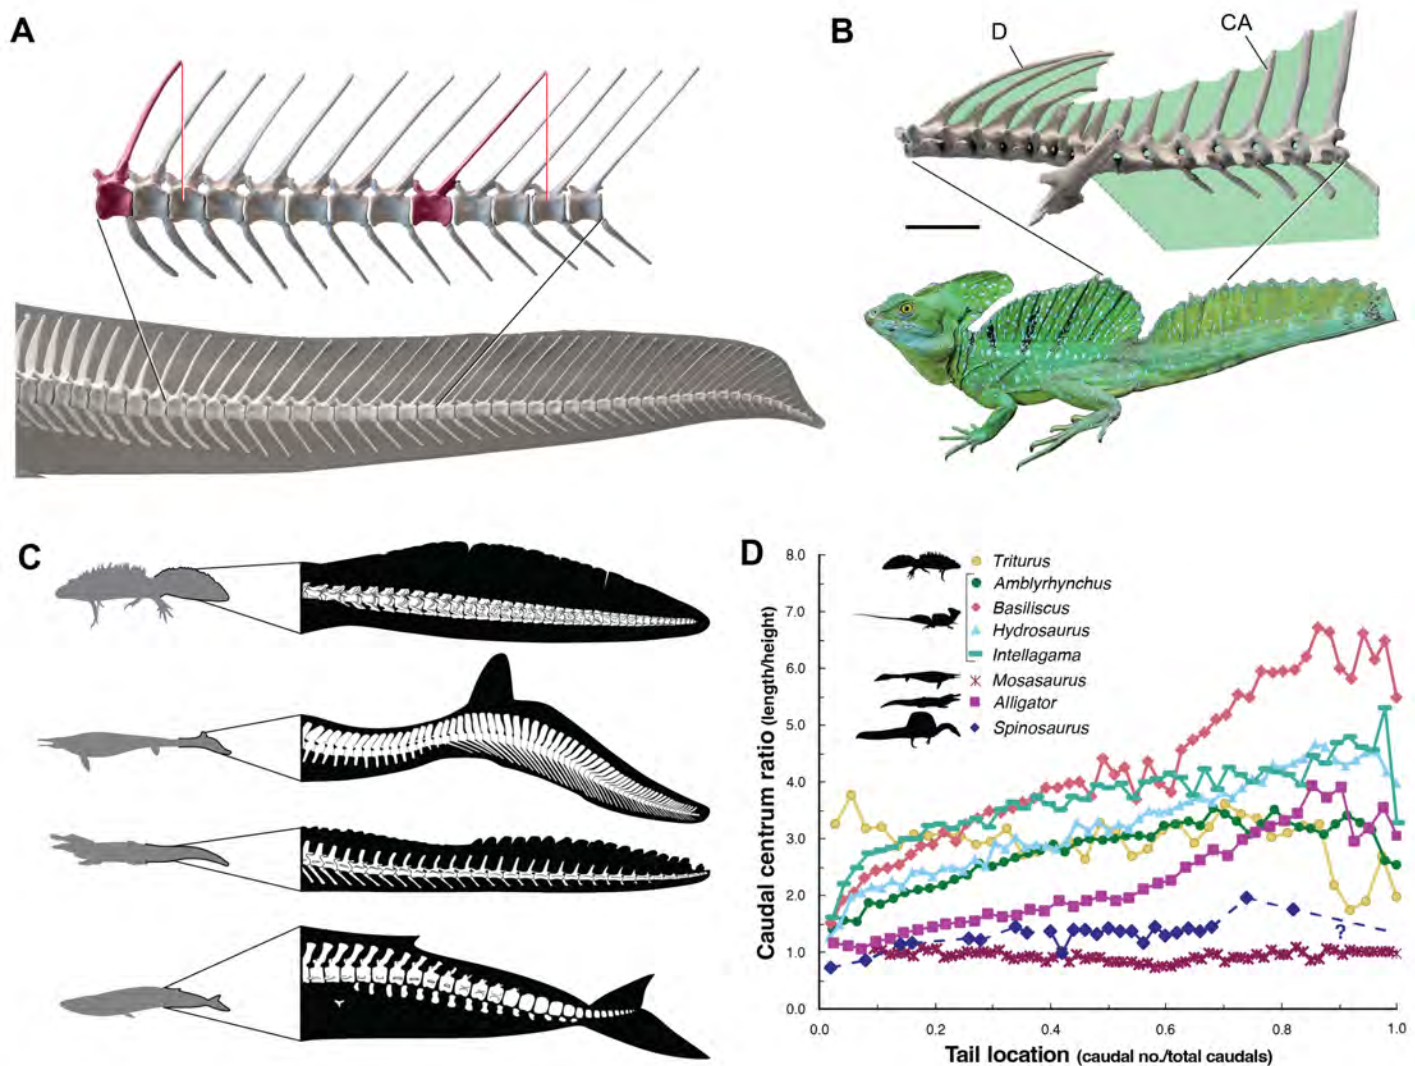 A
B
D
CA
C
D
Triturus
Amblyrhynchus
Basiliscus
Hydrosaurus
Intellagama
Mosasaurus
Alligator
Spinosaurus
Caudal centrum ratio (length/height)
8.0
7.0
6.0
5.0
4.0
3.0
2.0
1.0
0.0
?
0.0 0.2 0.4 0.6 0.8 1.0
Tail location (caudal no./total caudals)